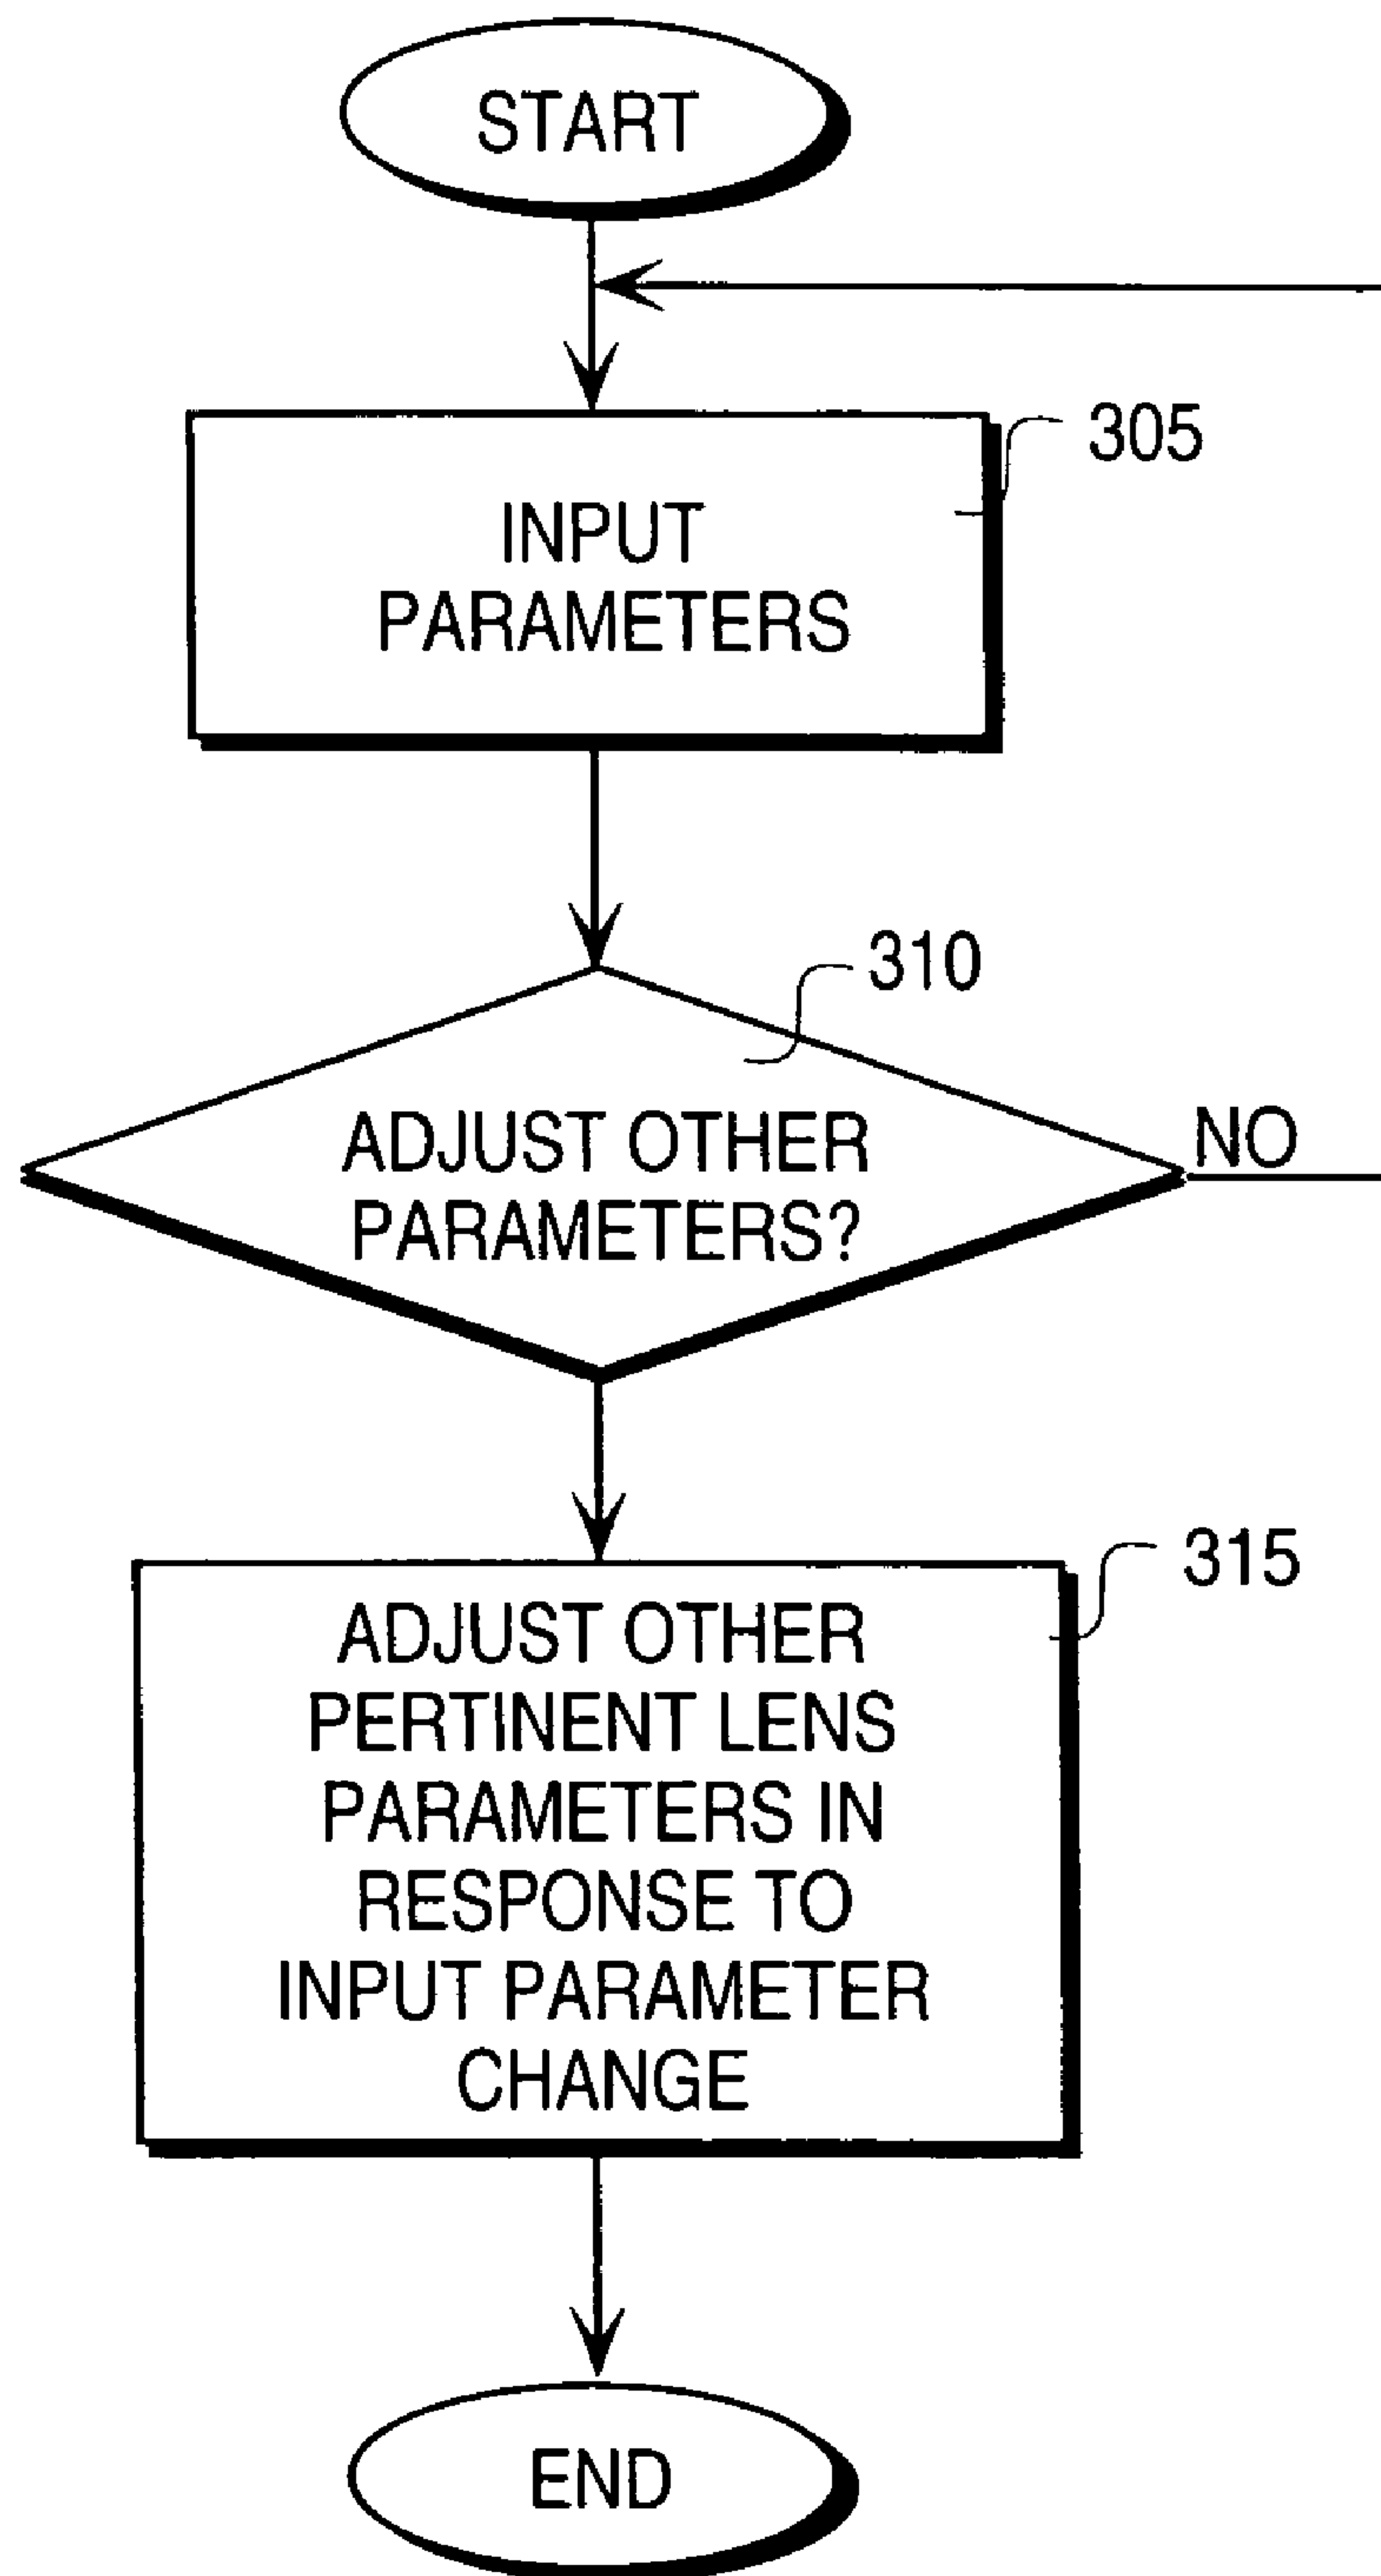 START
305
INPUT
PARAMETERS
310
ADJUST OTHER
PARAMETERS?
NO
315
ADJUST OTHER
PERTINENT LENS
PARAMETERS IN
RESPONSE TO
INPUT PARAMETER
CHANGE
END